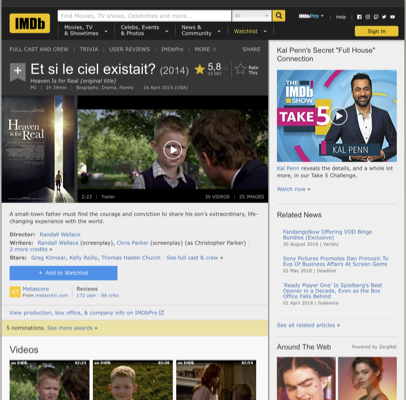 IMDb
Find Movies, TV shows, Celebrities and more...
All
Movies, TV
& Showtimes
Celebs, Events
& Photos
News &
Community
Watchlist
IMDbPro
Help
Sign in
FULL CAST AND CREW | TRIVIA | USER REVIEWS | IMDbPro | MORE
SHARE
Et si le ciel existait? (2014)
Heaven Is for Real (original title)
PG | 1h 39min | Biography, Drama, Family | 16 April 2014 (USA)
5,8
Rate
This
Heaven
is for Real
2:23 | Trailer
30 VIDEOS | 25 IMAGES
A small-town father must find the courage and conviction to share his son's extraordinary, life-
changing experience with the world.
Director: Randall Wallace
Writers: Randall Wallace (screenplay), Chris Parker (screenplay) (as Christopher Parker) |
2 more credits »
Stars: Greg Kinnear, Kelly Reilly, Thomas Haden Church | See full cast & crew »
+ Add to Watchlist
47
Metascore
From metacritic.com
Reviews
172 user | 88 critic
View production, box office, & company info on IMDbPro
5 nominations. See more awards »
Videos
02:23
02:29
02:14
Kal Penn's Secret "Full House"
Connection
THE IMDb SHOW
TAKE 5
KAL PENN
Kal Penn reveals the details, and a whole lot
more, in our Take 5 Challenge.
Watch now »
Related News
FandangoNow Offering VOD Binge
Bundles (Exclusive)
30 August 2018 | Variety
Sony Pictures Promotes Dan Primozic To
Evp Of Business Affairs At Screen Gems
02 May 2018 | Deadline
'Ready Player One' Is Spielberg's Best
Opener in a Decade, Even as the Box
Office Falls Behind
01 April 2018 | Indiewire
See all related articles »
Around The Web
Powered by ZergNet